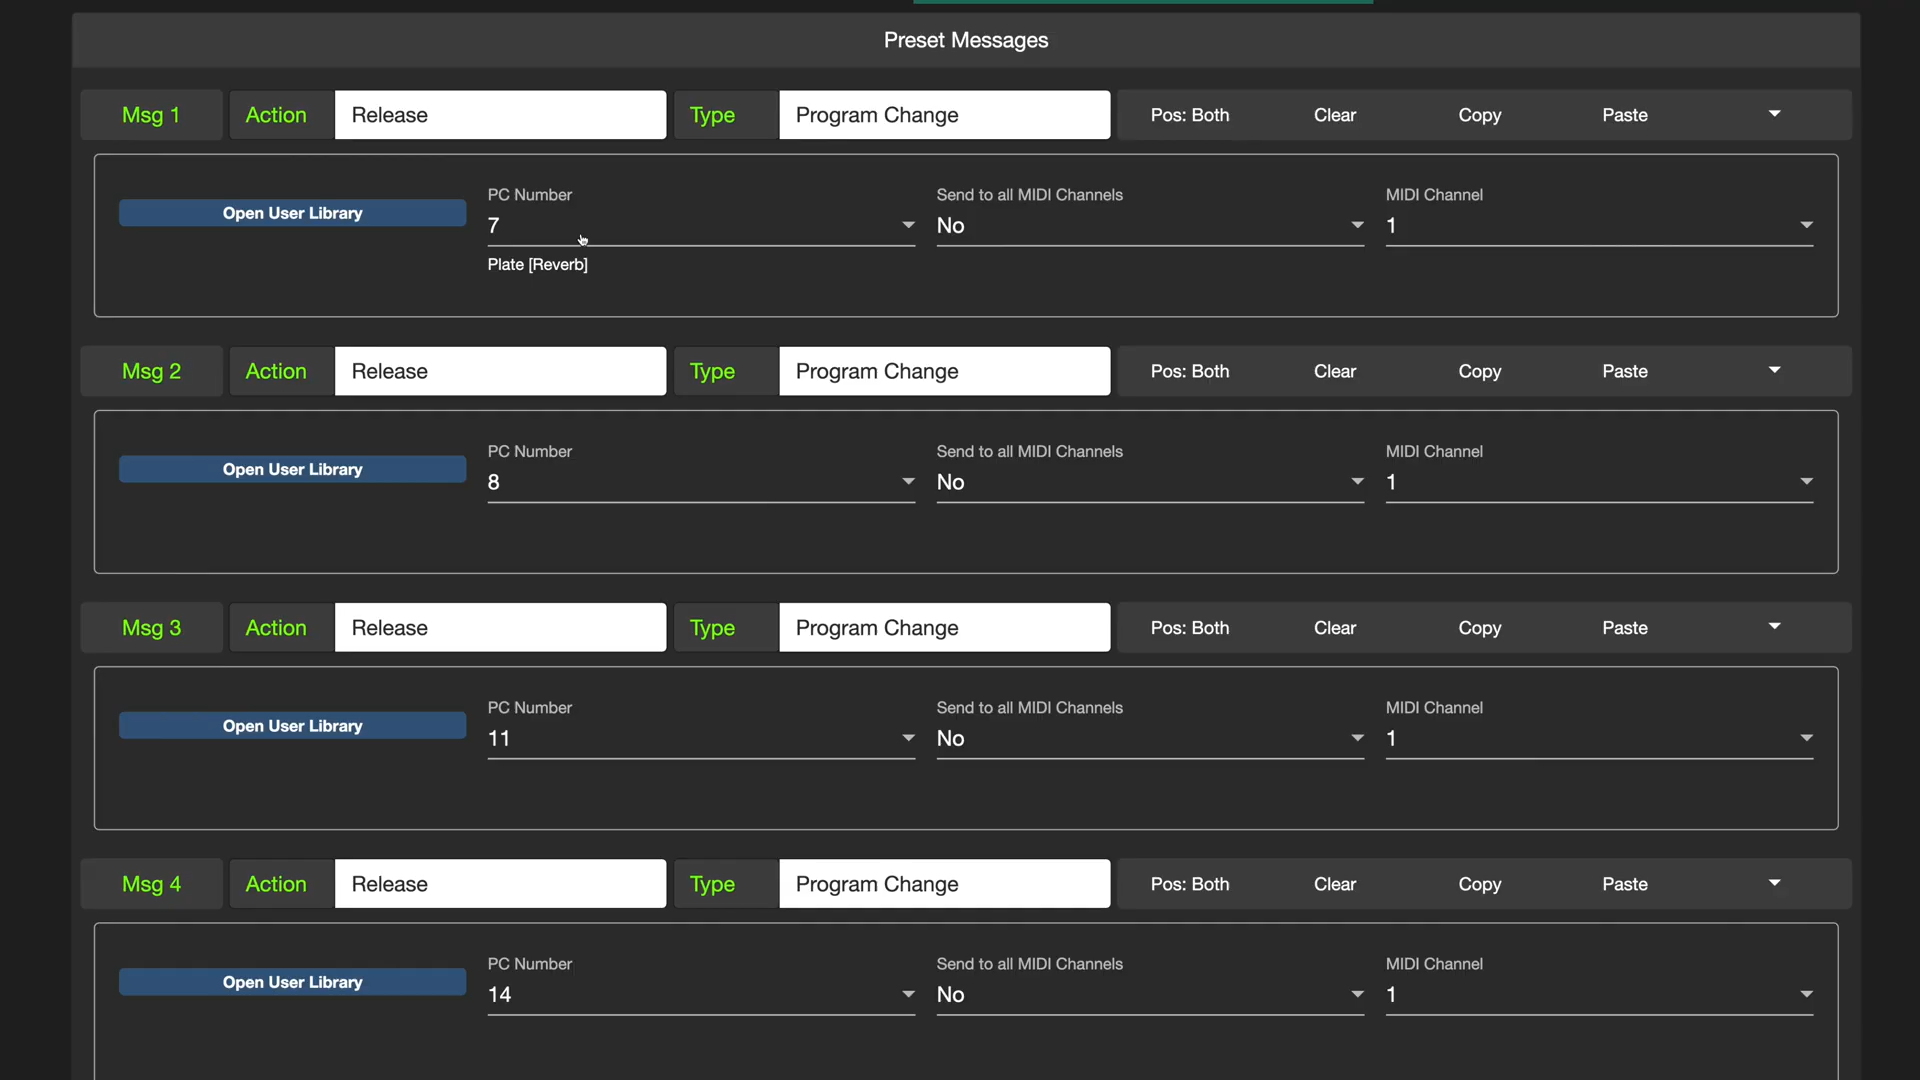 Preset Messages
Msg 1 Action Release Type Program Change Pos: Both Clear Copy Paste
PC Number Send to all MIDI Channels MIDI Channel
Open User Library 7 No 1
Plate [Reverb]
Msg 2 Action Release Type Program Change Pos: Both Clear Copy Paste
PC Number Send to all MIDI Channels MIDI Channel
Open User Library 8 No 1
Msg 3 Action Release Type Program Change Pos: Both Clear Copy Paste
PC Number Send to all MIDI Channels MIDI Channel
Open User Library 11 No 1
Msg 4 Action Release Type Program Change Pos: Both Clear Copy Paste
PC Number Send to all MIDI Channels MIDI Channel
Open User Library 14 No 1